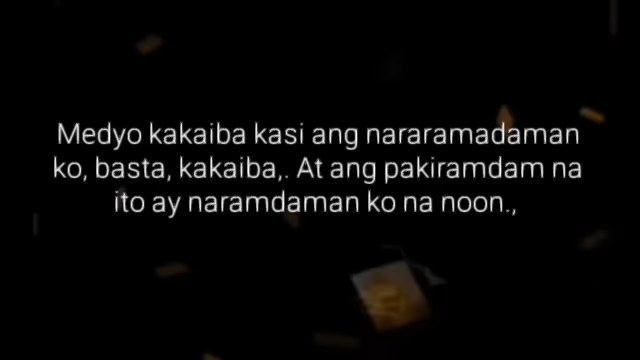 Medyo kakaiba kasi ang nararamadaman
ko, basta, kakaiba,. At ang pakiramdam na
ito ay naramdaman ko na noon.,